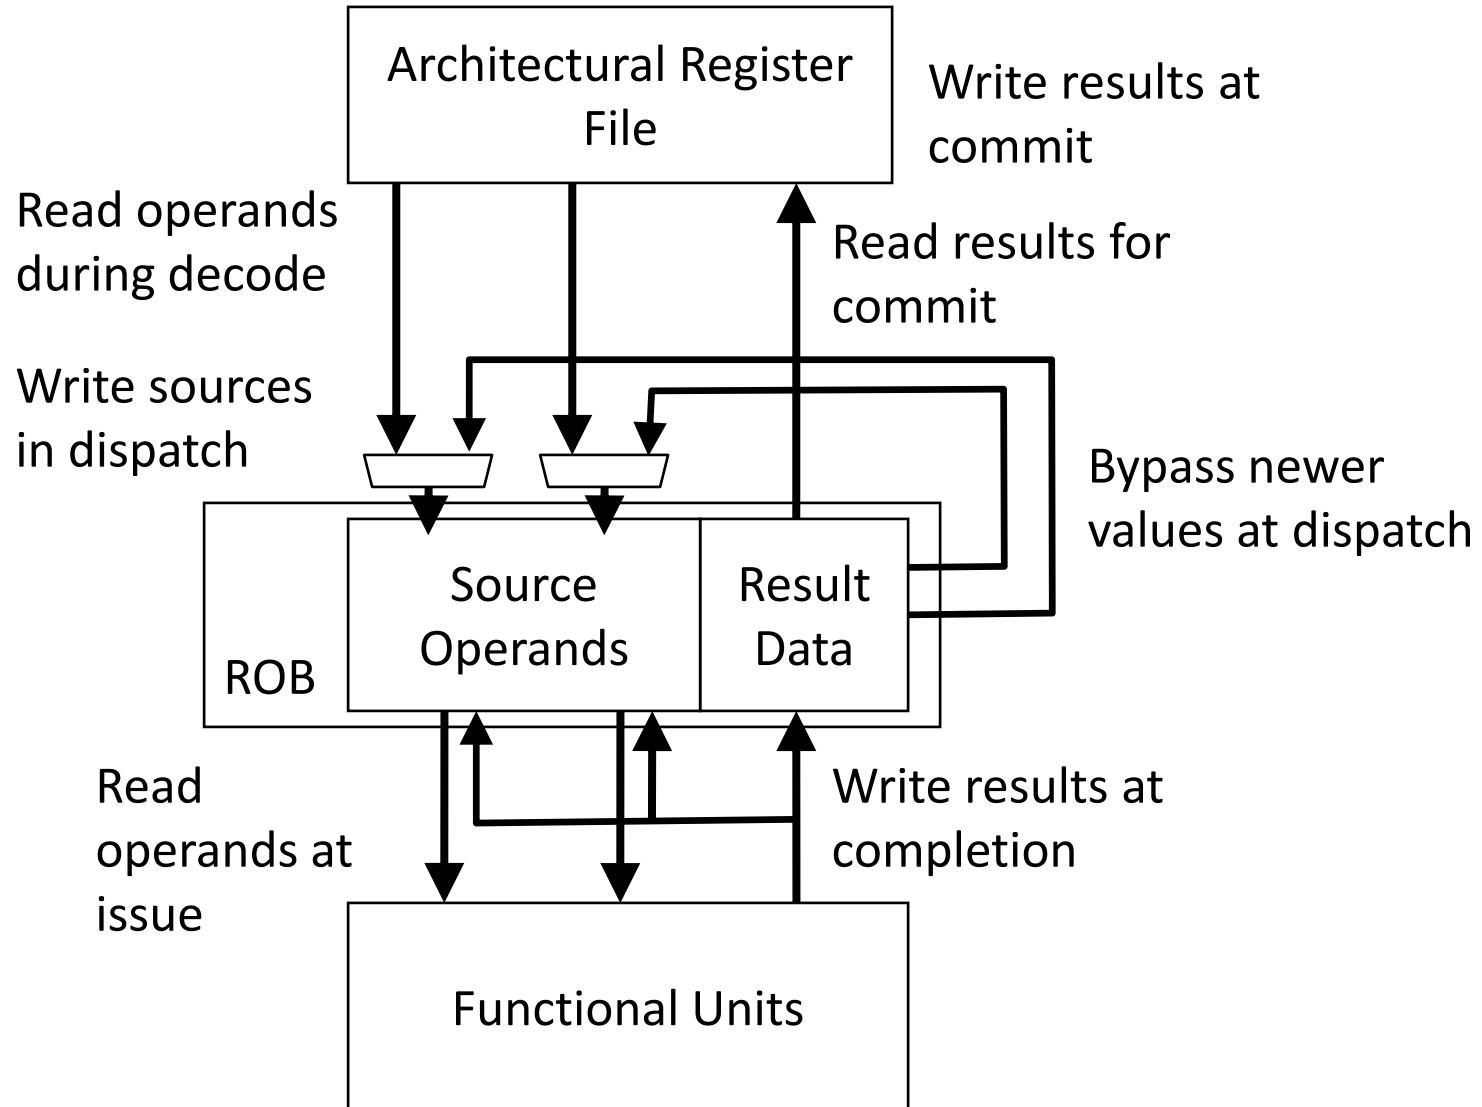 Architectural Register
File
Write results at
commit
Read operands
during decode
Read results for
commit
Write sources
in dispatch
Bypass newer
values at dispatch
Source
Operands
Result
Data
ROB
Read
operands at
issue
Write results at
completion
Functional Units